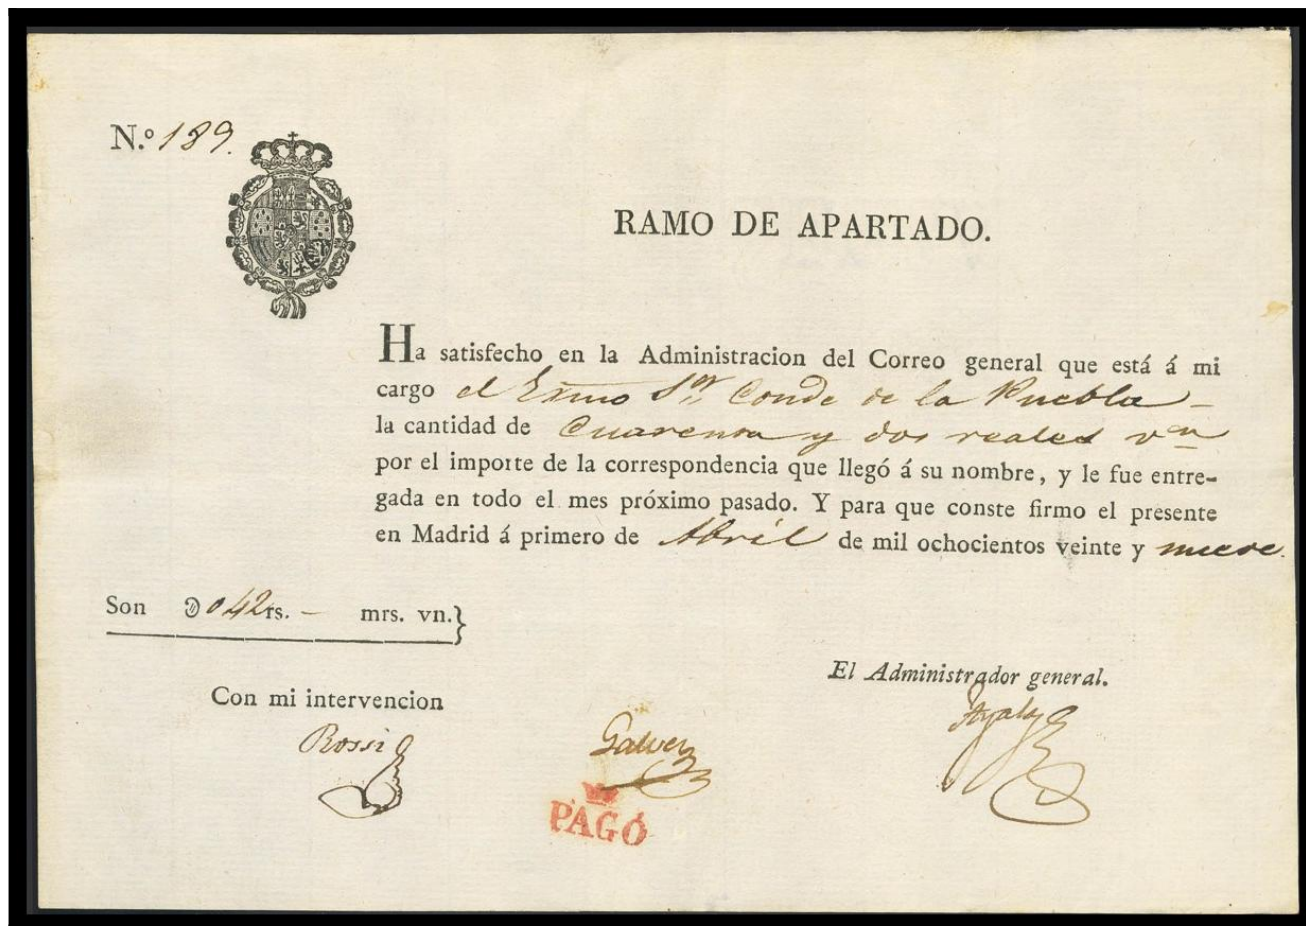 N.º 189.
RAMO DE APARTADO.
Ha satisfecho en la Administracion del Correo general que está á mi
cargo el Exmo Sor Conde de la Puebla -
la cantidad de Cuarenta y dos reales von
por el importe de la correspondencia que llegó á su nombre, y le fue entre-
gada en todo el mes próximo pasado. Y para que conste firmo el presente
en Madrid á primero de Abril de mil ochocientos veinte y nueve.
Son 042 rs. — mrs. vn.}
El Administrador general.
Con mi intervencion
Rossi
Galvez
Ayala
PAGÓ